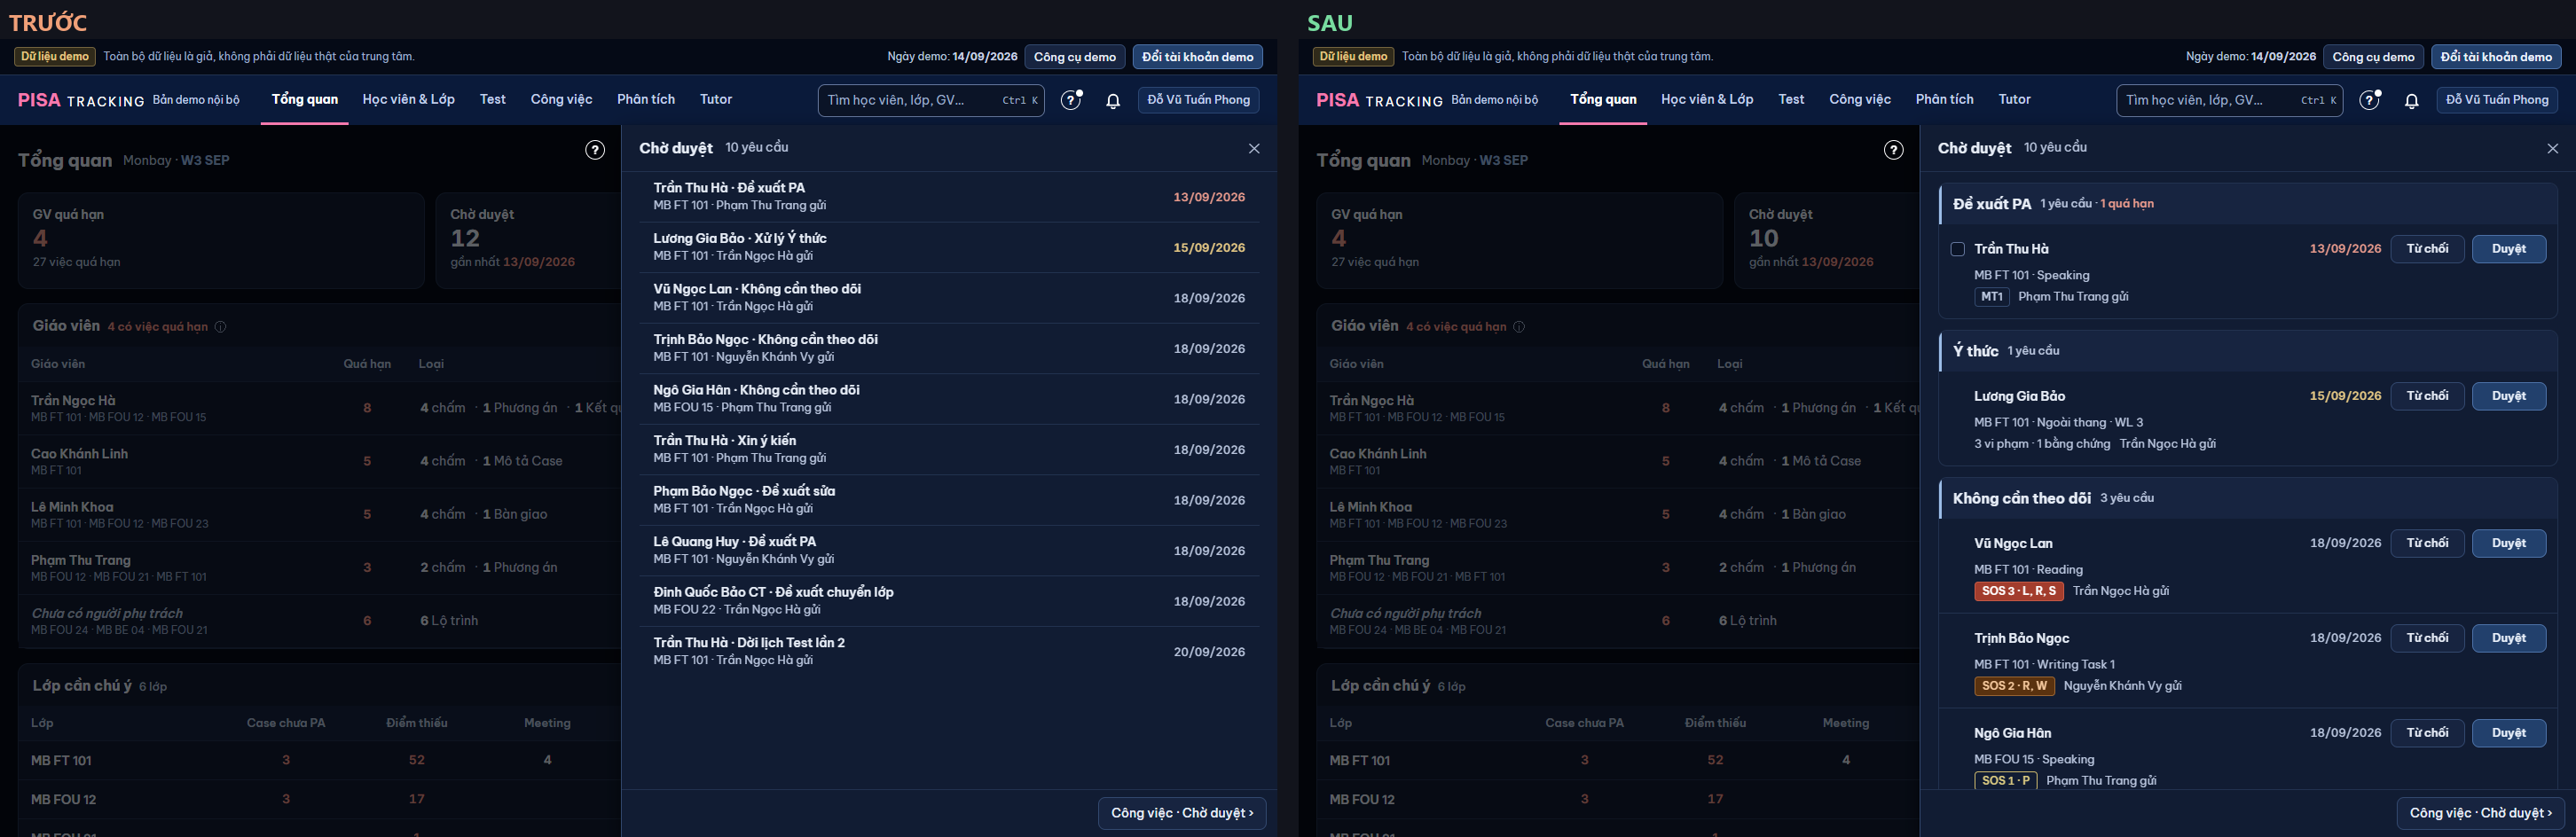 TRƯỚC
Dữ liệu demo Toàn bộ dữ liệu là giả, không phải dữ liệu thật của trung tâm. Ngày demo: 14/09/2026 Công cụ demo Đổi tài khoản demo
PISA TRACKING Bản demo nội bộ Tổng quan Học viên & Lớp Test Công việc Phân tích Tutor Tìm học viên, lớp, GV... Ctrl K ? Đỗ Vũ Tuấn Phong
Tổng quan Monbay · W3 SEP ?
GV quá hạn
4
27 việc quá hạn
Chờ duyệt
12
gần nhất 13/09/2026
Giáo viên 4 có việc quá hạn
Giáo viên Quá hạn Loại
Trần Ngọc Hà
MB FT 101 · MB FOU 12 · MB FOU 15
8 4 chấm · 1 Phương án · 1 Kết qu
Cao Khánh Linh
MB FT 101
5 4 chấm · 1 Mô tả Case
Lê Minh Khoa
MB FT 101 · MB FOU 12 · MB FOU 23
5 4 chấm · 1 Bàn giao
Phạm Thu Trang
MB FOU 12 · MB FOU 21 · MB FT 101
3 2 chấm · 1 Phương án
Chưa có người phụ trách
MB FOU 24 · MB BE 04 · MB FOU 21
6 6 Lộ trình
Lớp cần chú ý 6 lớp
Lớp Case chưa PA Điểm thiếu Meeting
MB FT 101 3 52 4
MB FOU 12 3 17
Chờ duyệt 10 yêu cầu
Trần Thu Hà · Đề xuất PA
MB FT 101 · Phạm Thu Trang gửi
13/09/2026
Lương Gia Bảo · Xử lý Ý thức
MB FT 101 · Trần Ngọc Hà gửi
15/09/2026
Vũ Ngọc Lan · Không cần theo dõi
MB FT 101 · Trần Ngọc Hà gửi
18/09/2026
Trịnh Bảo Ngọc · Không cần theo dõi
MB FT 101 · Nguyễn Khánh Vy gửi
18/09/2026
Ngô Gia Hân · Không cần theo dõi
MB FOU 15 · Phạm Thu Trang gửi
18/09/2026
Trần Thu Hà · Xin ý kiến
MB FT 101 · Phạm Thu Trang gửi
18/09/2026
Phạm Bảo Ngọc · Đề xuất sửa
MB FT 101 · Trần Ngọc Hà gửi
18/09/2026
Lê Quang Huy · Đề xuất PA
MB FT 101 · Nguyễn Khánh Vy gửi
18/09/2026
Đinh Quốc Bảo CT · Đề xuất chuyển lớp
MB FOU 22 · Trần Ngọc Hà gửi
18/09/2026
Trần Thu Hà · Dời lịch Test lần 2
MB FT 101 · Trần Ngọc Hà gửi
20/09/2026
Công việc · Chờ duyệt ›
SAU
Dữ liệu demo Toàn bộ dữ liệu là giả, không phải dữ liệu thật của trung tâm. Ngày demo: 14/09/2026 Công cụ demo Đổi tài khoản demo
PISA TRACKING Bản demo nội bộ Tổng quan Học viên & Lớp Test Công việc Phân tích Tutor Tìm học viên, lớp, GV... Ctrl K ? Đỗ Vũ Tuấn Phong
Tổng quan Monbay · W3 SEP ?
GV quá hạn
4
27 việc quá hạn
Chờ duyệt
10
gần nhất 13/09/2026
Giáo viên 4 có việc quá hạn
Giáo viên Quá hạn Loại
Trần Ngọc Hà
MB FT 101 · MB FOU 12 · MB FOU 15
8 4 chấm · 1 Phương án · 1 Kết qu
Cao Khánh Linh
MB FT 101
5 4 chấm · 1 Mô tả Case
Lê Minh Khoa
MB FT 101 · MB FOU 12 · MB FOU 23
5 4 chấm · 1 Bàn giao
Phạm Thu Trang
MB FOU 12 · MB FOU 21 · MB FT 101
3 2 chấm · 1 Phương án
Chưa có người phụ trách
MB FOU 24 · MB BE 04 · MB FOU 21
6 6 Lộ trình
Lớp cần chú ý 6 lớp
Lớp Case chưa PA Điểm thiếu Meeting
MB FT 101 3 52 4
MB FOU 12 3 17
Chờ duyệt 10 yêu cầu
Đề xuất PA 1 yêu cầu · 1 quá hạn
Trần Thu Hà 13/09/2026 Từ chối Duyệt
MB FT 101 · Speaking
MT1 Phạm Thu Trang gửi
Ý thức 1 yêu cầu
Lương Gia Bảo 15/09/2026 Từ chối Duyệt
MB FT 101 · Ngoài thang · WL 3
3 vi phạm · 1 bằng chứng Trần Ngọc Hà gửi
Không cần theo dõi 3 yêu cầu
Vũ Ngọc Lan 18/09/2026 Từ chối Duyệt
MB FT 101 · Reading
SOS 3 · L, R, S Trần Ngọc Hà gửi
Trịnh Bảo Ngọc 18/09/2026 Từ chối Duyệt
MB FT 101 · Writing Task 1
SOS 2 · R, W Nguyễn Khánh Vy gửi
Ngô Gia Hân 18/09/2026 Từ chối Duyệt
MB FOU 15 · Speaking
SOS 1 · P Phạm Thu Trang gửi
Công việc · Chờ duyệt ›